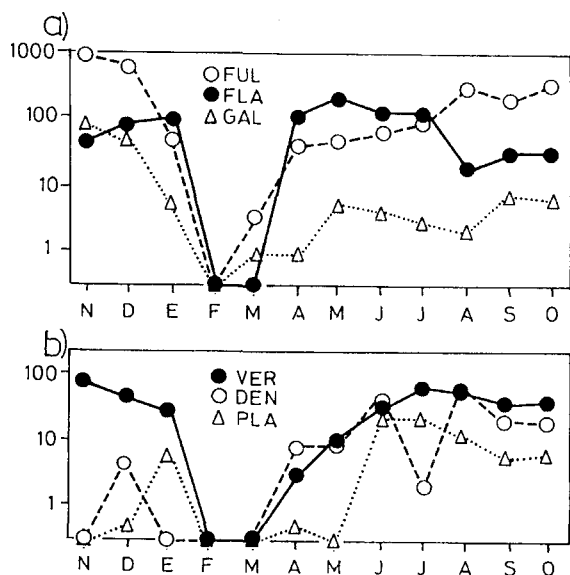 a)
1000
100
10
1
FUL
FLA
GAL
N D E F M A M J J A S O
b)
100
10
1
VER
DEN
PLA
N D E F M A M J J A S O